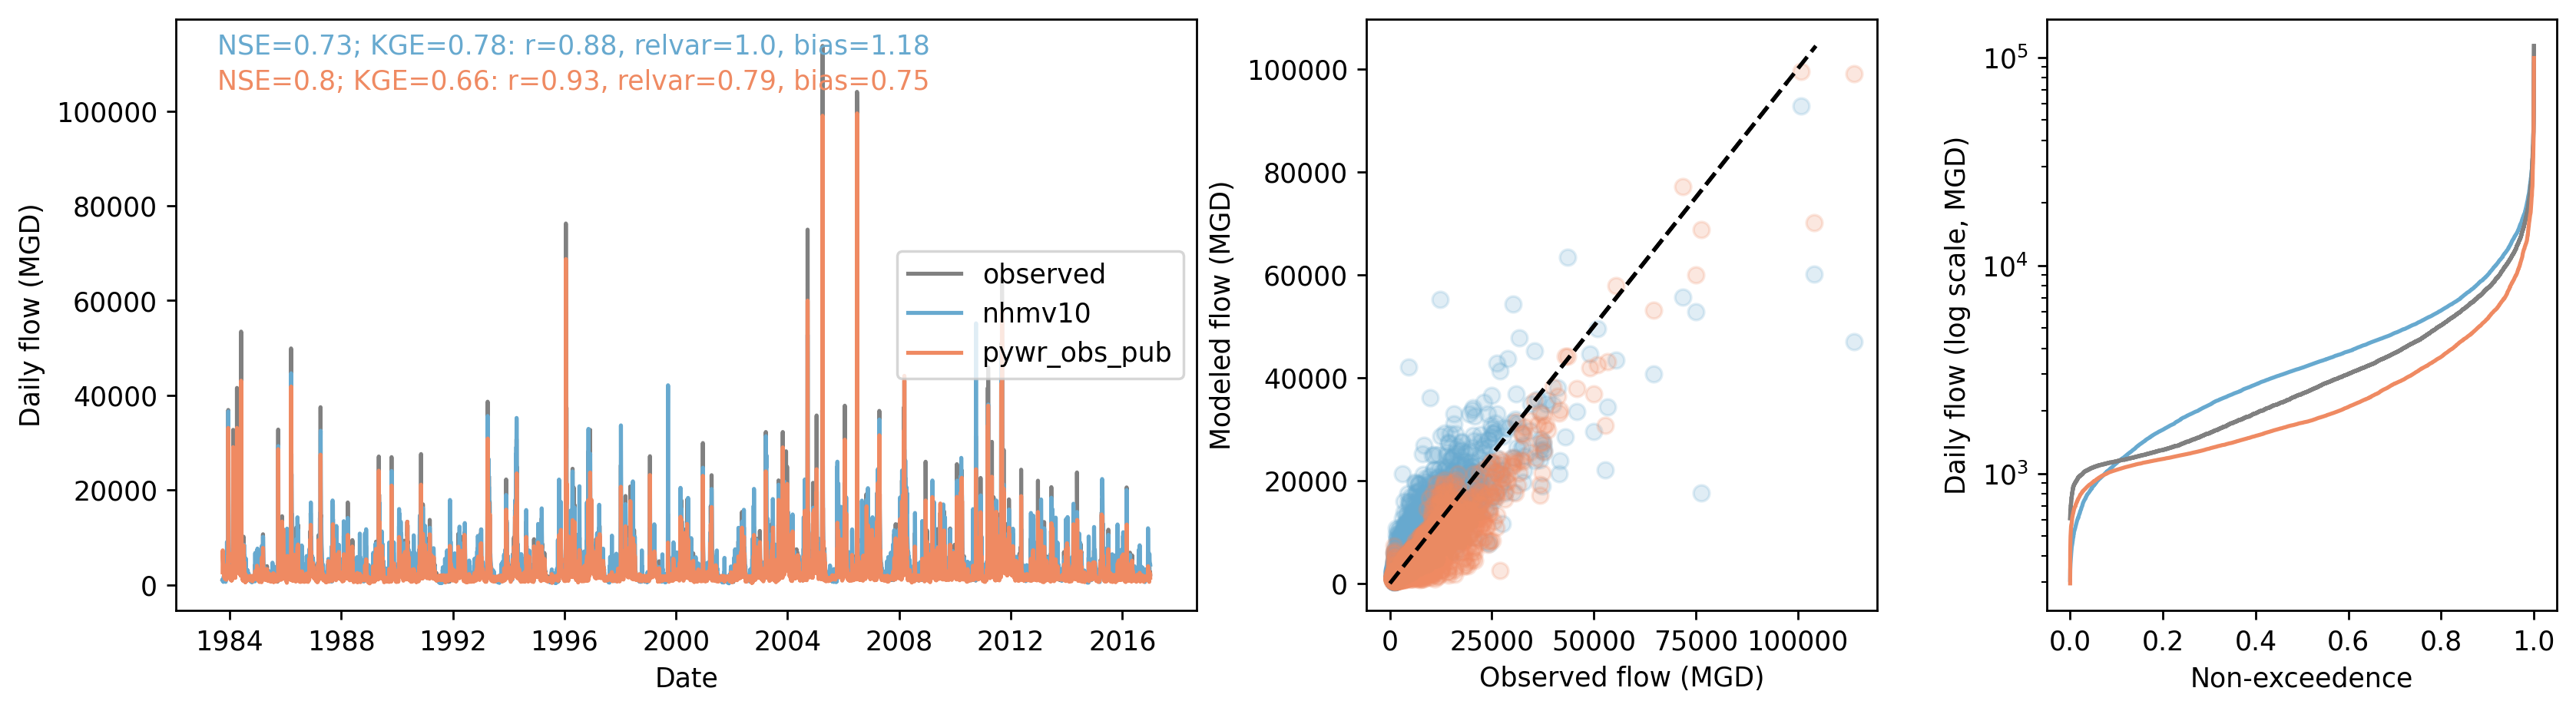 NSE=0.73; KGE=0.78: r=0.88, relvar=1.0, bias=1.18
NSE=0.8; KGE=0.66: r=0.93, relvar=0.79, bias=0.75
Daily flow (MGD)
100000
80000
60000
40000
20000
0
observed
nhmv10
pywr_obs_pub
1984 1988 1992 1996 2000 2004 2008 2012 2016
Date
Modeled flow (MGD)
100000
80000
60000
40000
20000
0
0 25000 50000 75000 100000
Observed flow (MGD)
Daily flow (log scale, MGD)
10⁵
10⁴
10³
0.0 0.2 0.4 0.6 0.8 1.0
Non-exceedence